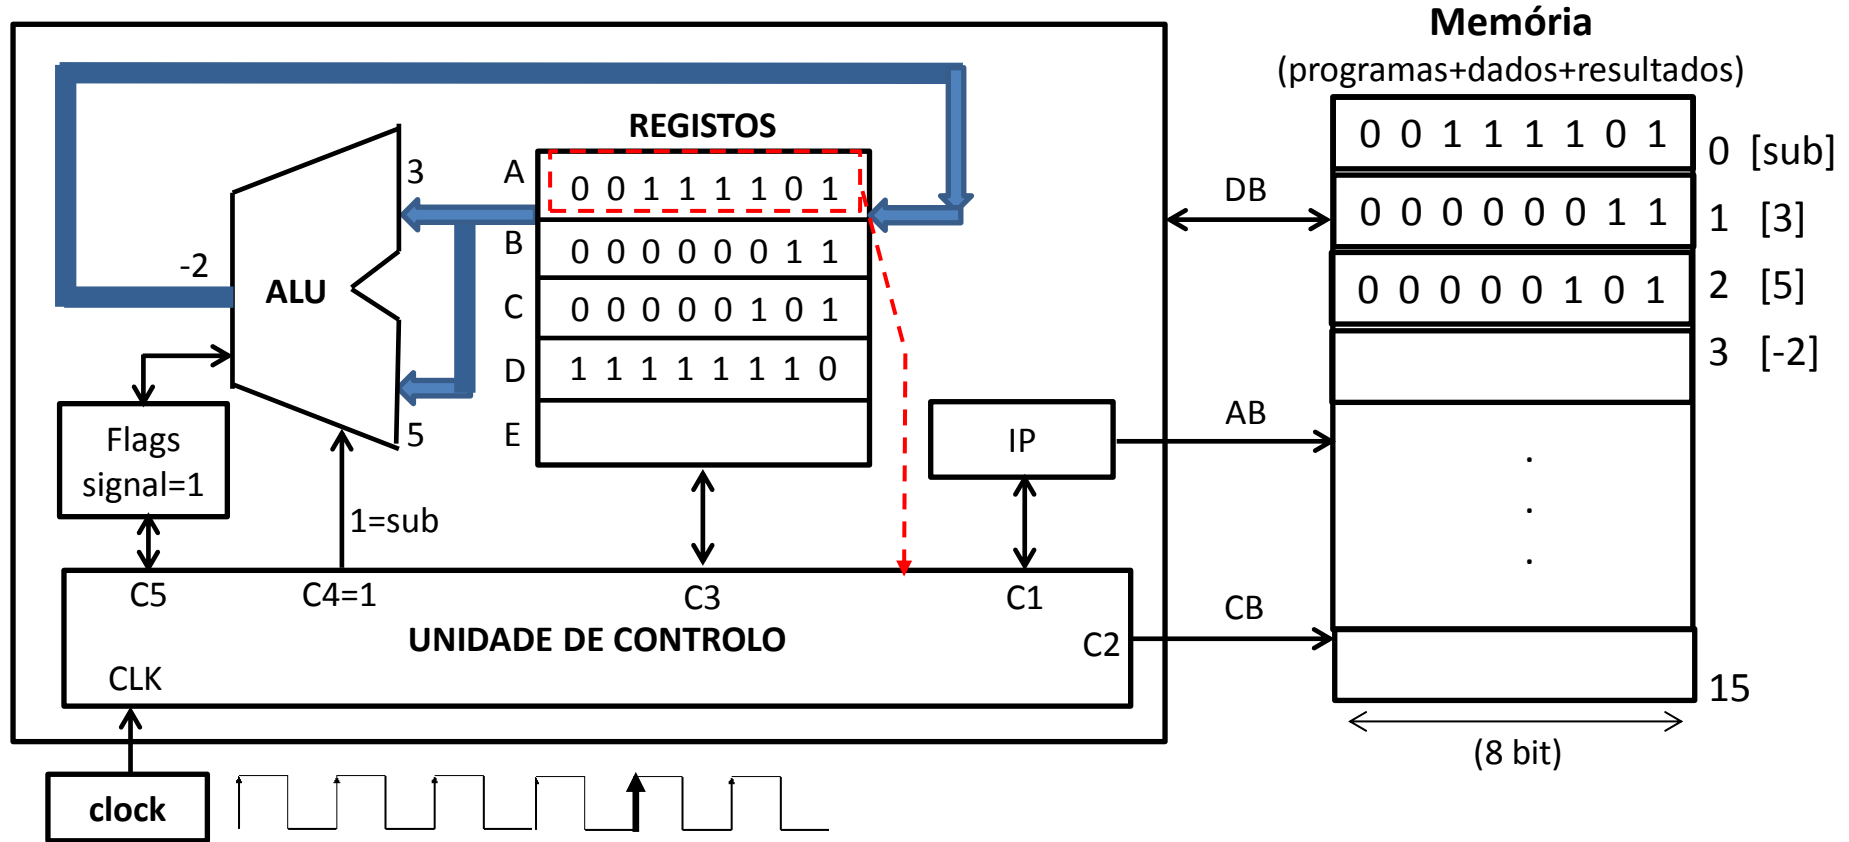 Memória
(programas+dados+resultados)
REGISTOS
A 0 0 1 1 1 1 0 1
B 0 0 0 0 0 0 1 1
C 0 0 0 0 0 1 0 1
D 1 1 1 1 1 1 1 0
E
3
-2
ALU
5
Flags
signal=1
1=sub
IP
DB
AB
CB
0 0 1 1 1 1 0 1 0 [sub]
0 0 0 0 0 0 1 1 1 [3]
0 0 0 0 0 1 0 1 2 [5]
3 [-2]
.
.
.
15
(8 bit)
C5 C4=1 C3 C1
UNIDADE DE CONTROLO
C2
CLK
clock